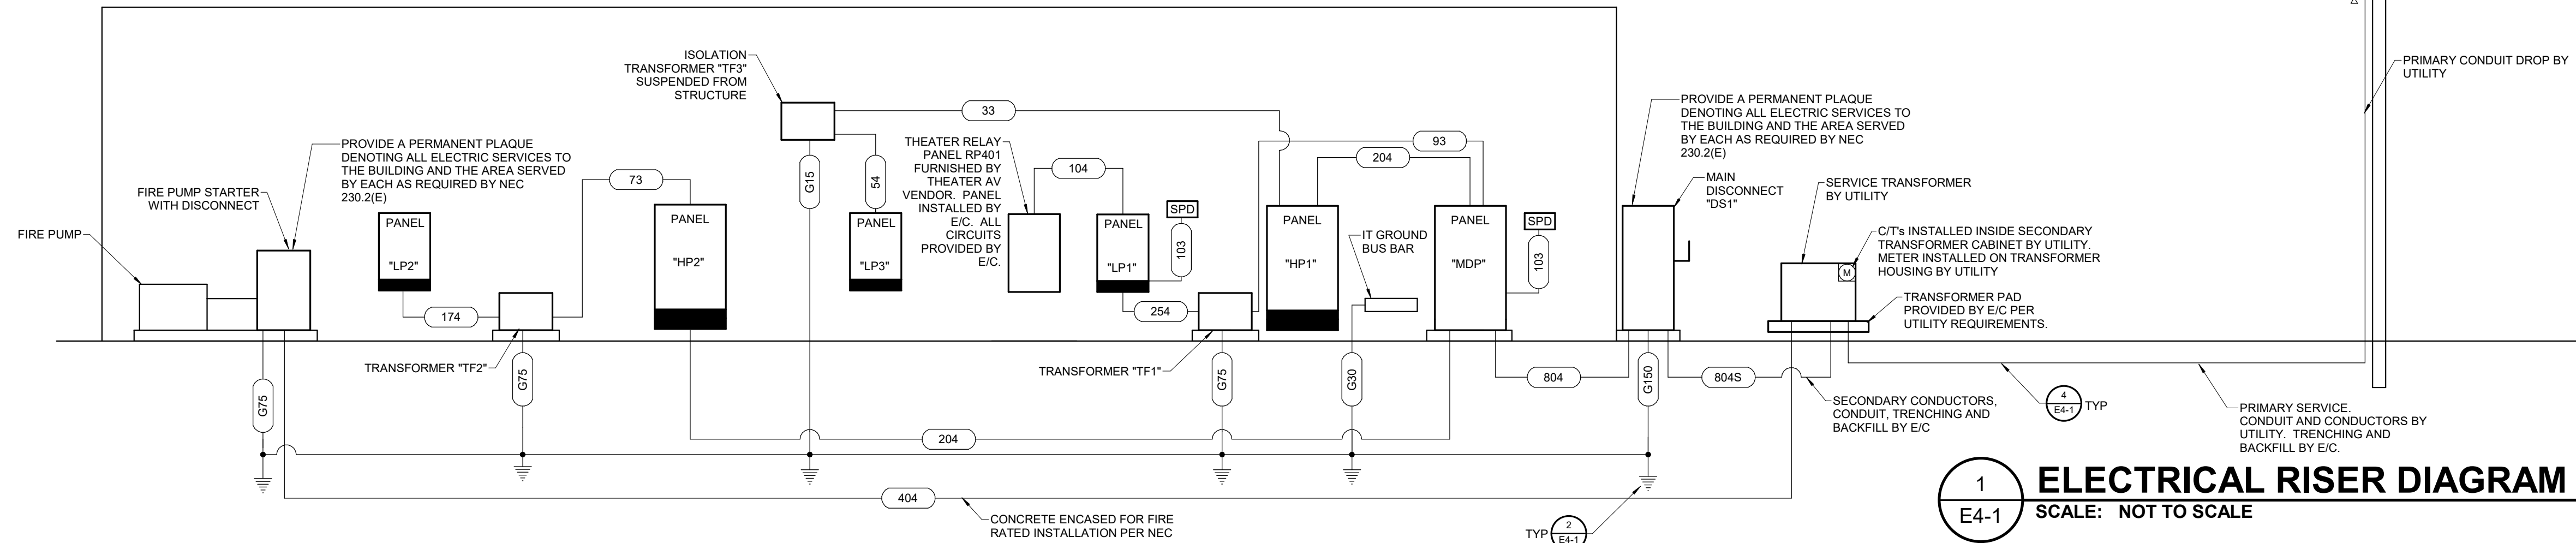 ISOLATION
TRANSFORMER "TF3"
SUSPENDED FROM
STRUCTURE
PRIMARY CONDUIT DROP BY
UTILITY
33
PROVIDE A PERMANENT PLAQUE
DENOTING ALL ELECTRIC SERVICES TO
THE BUILDING AND THE AREA SERVED
BY EACH AS REQUIRED BY NEC
230.2(E)
PROVIDE A PERMANENT PLAQUE
DENOTING ALL ELECTRIC SERVICES TO
THE BUILDING AND THE AREA SERVED
BY EACH AS REQUIRED BY NEC
230.2(E)
THEATER RELAY
PANEL RP401
FURNISHED BY
THEATER AV
VENDOR. PANEL
INSTALLED BY
E/C. ALL
CIRCUITS
PROVIDED BY
E/C.
93
204
104
73
G15
54
FIRE PUMP STARTER
WITH DISCONNECT
MAIN
DISCONNECT
"DS1"
SERVICE TRANSFORMER
BY UTILITY
FIRE PUMP
PANEL
"LP2"
PANEL
"HP2"
PANEL
"LP3"
PANEL
"LP1"
SPD
103
PANEL
"HP1"
IT GROUND
BUS BAR
PANEL
"MDP"
SPD
103
C/T's INSTALLED INSIDE SECONDARY
TRANSFORMER CABINET BY UTILITY.
METER INSTALLED ON TRANSFORMER
HOUSING BY UTILITY
M
TRANSFORMER PAD
PROVIDED BY E/C PER
UTILITY REQUIREMENTS.
174
254
TRANSFORMER "TF2"
TRANSFORMER "TF1"
G75
G75
G75
G30
804
G150
804S
SECONDARY CONDUCTORS,
CONDUIT, TRENCHING AND
BACKFILL BY E/C
4
E4-1
TYP
PRIMARY SERVICE.
CONDUIT AND CONDUCTORS BY
UTILITY. TRENCHING AND
BACKFILL BY E/C.
204
404
CONCRETE ENCASED FOR FIRE
RATED INSTALLATION PER NEC
TYP
2
E4-1
1
E4-1
ELECTRICAL RISER DIAGRAM
SCALE: NOT TO SCALE